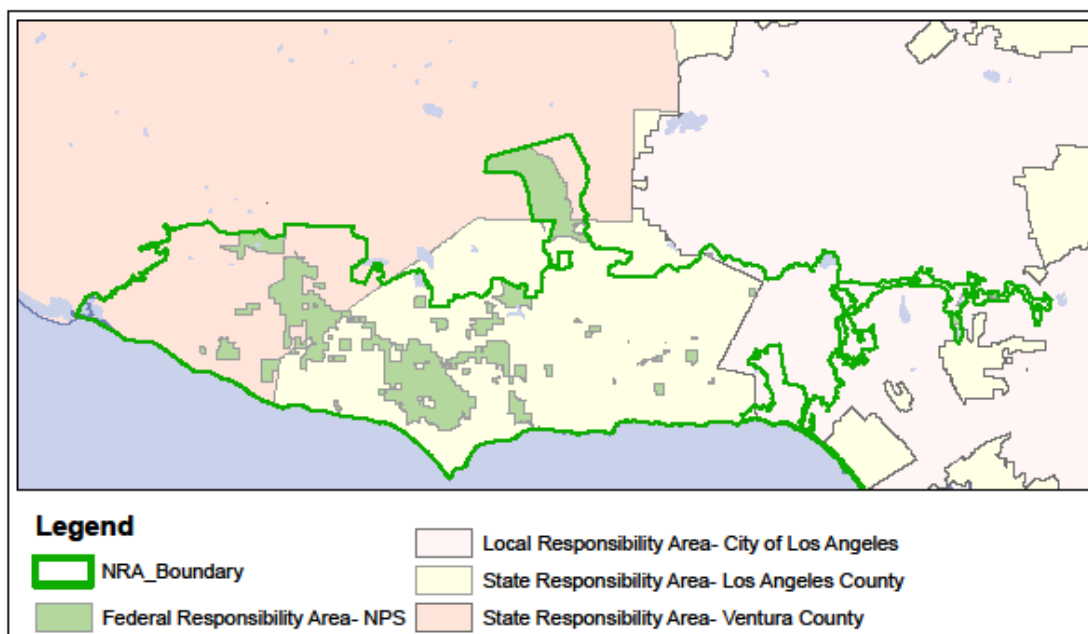 Legend
NRA_Boundary
Federal Responsibility Area- NPS
Local Responsibility Area- City of Los Angeles
State Responsibility Area- Los Angeles County
State Responsibility Area- Ventura County